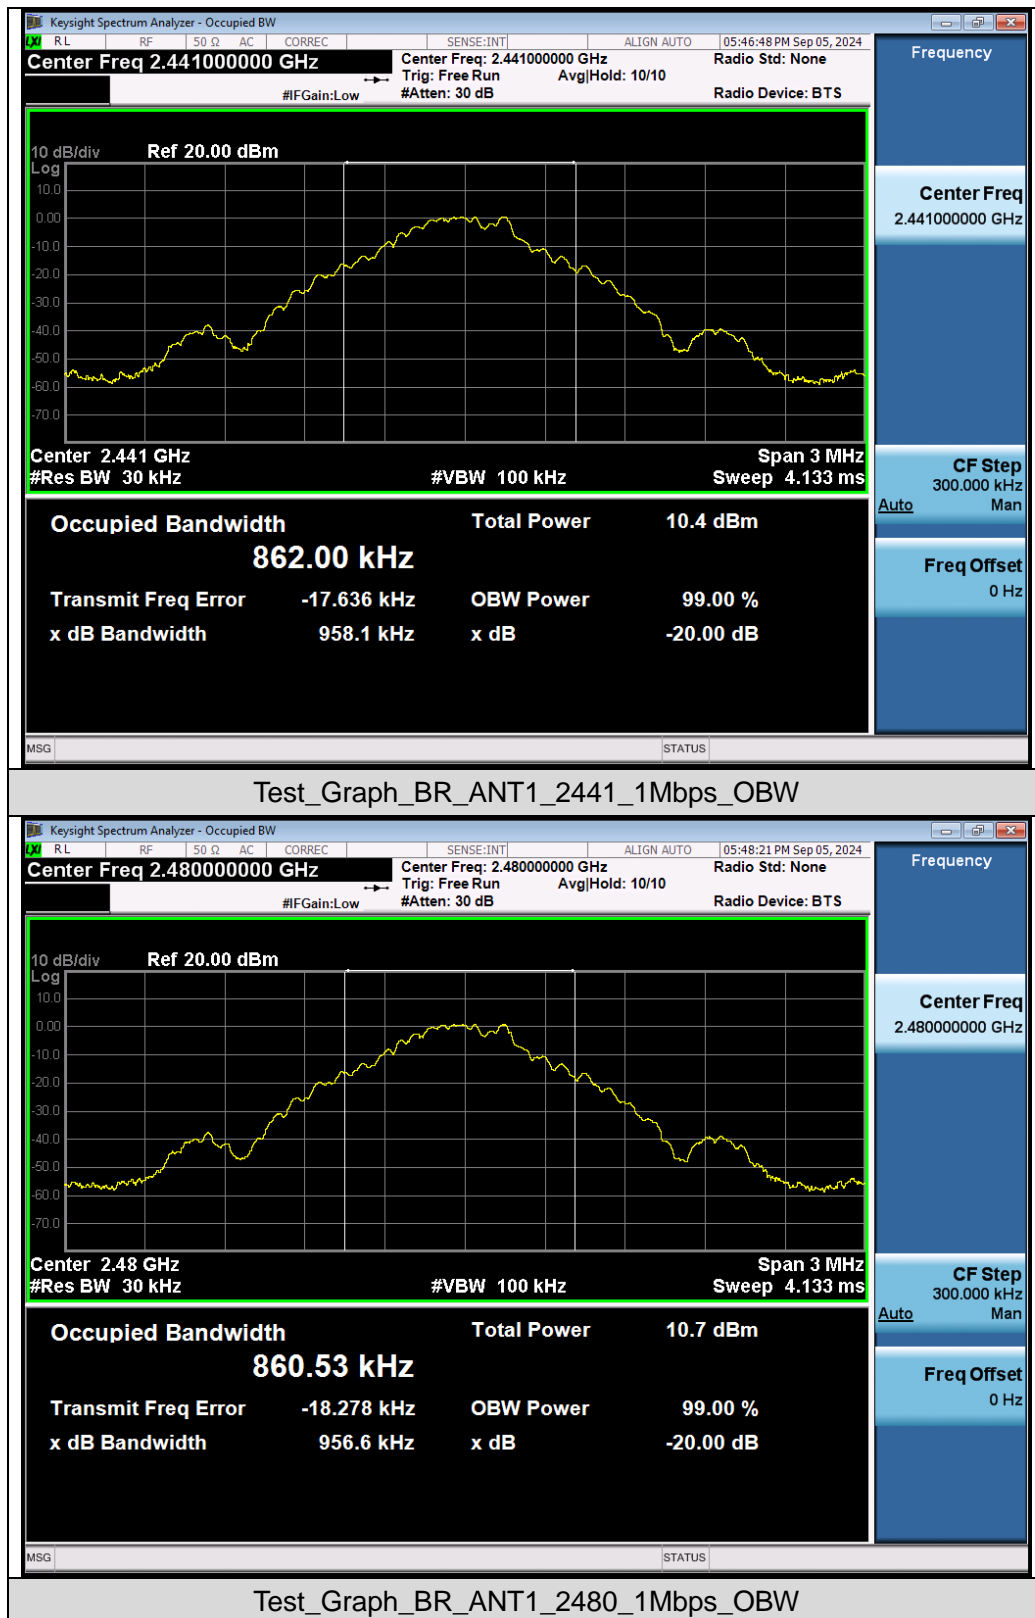 Keysight Spectrum Analyzer - Occupied BW
LXI RL RF 50 Ω AC CORREC SENSE:INT ALIGN AUTO 05:46:48 PM Sep 05, 2024
Center Freq 2.441000000 GHz
#IFGain:Low
Center Freq: 2.441000000 GHz
Trig: Free Run Avg|Hold: 10/10
#Atten: 30 dB
Radio Std: None
Radio Device: BTS
Frequency
10 dB/div Ref 20.00 dBm
Log
10.0
0.00
-10.0
-20.0
-30.0
-40.0
-50.0
-60.0
-70.0
Center Freq
2.441000000 GHz
Center 2.441 GHz Span 3 MHz
#Res BW 30 kHz #VBW 100 kHz Sweep 4.133 ms
CF Step
300.000 kHz
Auto Man
Occupied Bandwidth Total Power 10.4 dBm
862.00 kHz
Freq Offset
0 Hz
Transmit Freq Error -17.636 kHz OBW Power 99.00 %
x dB Bandwidth 958.1 kHz x dB -20.00 dB
MSG STATUS
Test_Graph_BR_ANT1_2441_1Mbps_OBW
Keysight Spectrum Analyzer - Occupied BW
LXI RL RF 50 Ω AC CORREC SENSE:INT ALIGN AUTO 05:48:21 PM Sep 05, 2024
Center Freq 2.480000000 GHz
#IFGain:Low
Center Freq: 2.480000000 GHz
Trig: Free Run Avg|Hold: 10/10
#Atten: 30 dB
Radio Std: None
Radio Device: BTS
Frequency
10 dB/div Ref 20.00 dBm
Log
10.0
0.00
-10.0
-20.0
-30.0
-40.0
-50.0
-60.0
-70.0
Center Freq
2.480000000 GHz
Center 2.48 GHz Span 3 MHz
#Res BW 30 kHz #VBW 100 kHz Sweep 4.133 ms
CF Step
300.000 kHz
Auto Man
Occupied Bandwidth Total Power 10.7 dBm
860.53 kHz
Freq Offset
0 Hz
Transmit Freq Error -18.278 kHz OBW Power 99.00 %
x dB Bandwidth 956.6 kHz x dB -20.00 dB
MSG STATUS
Test_Graph_BR_ANT1_2480_1Mbps_OBW